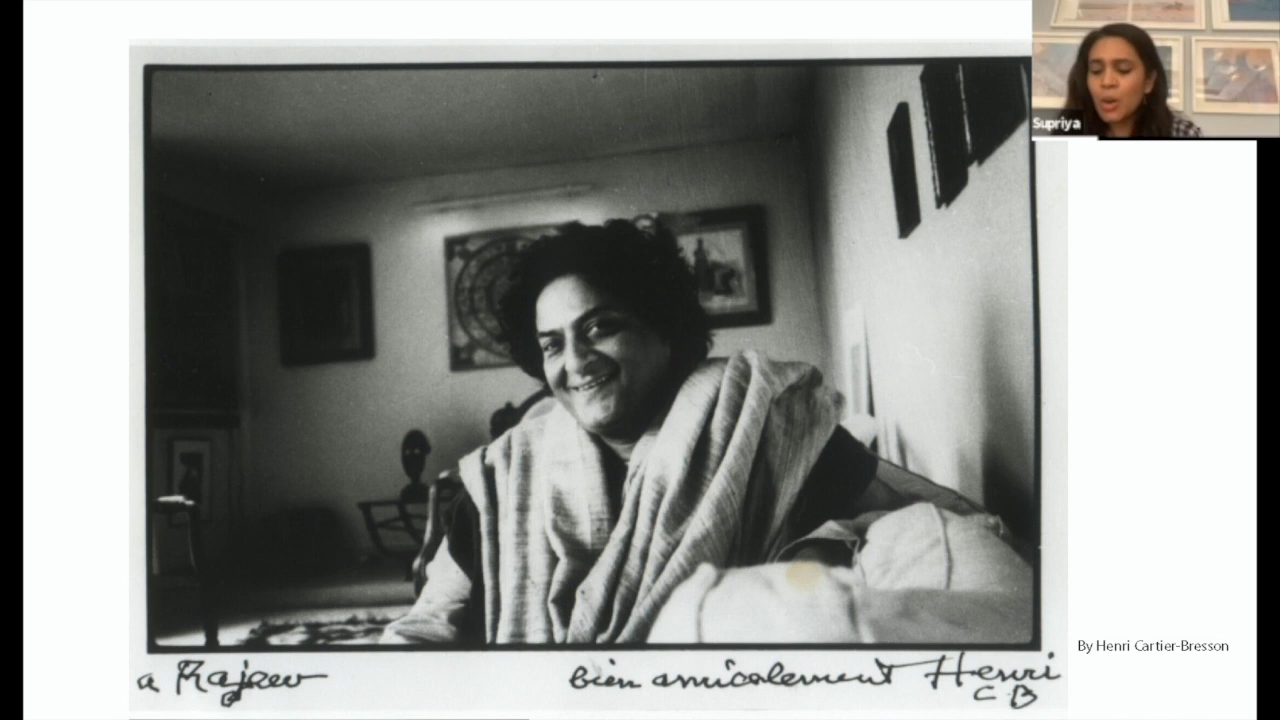 Supriya
By Henri Cartier-Bresson
a Rajeev
bien amicalement Henri
C B